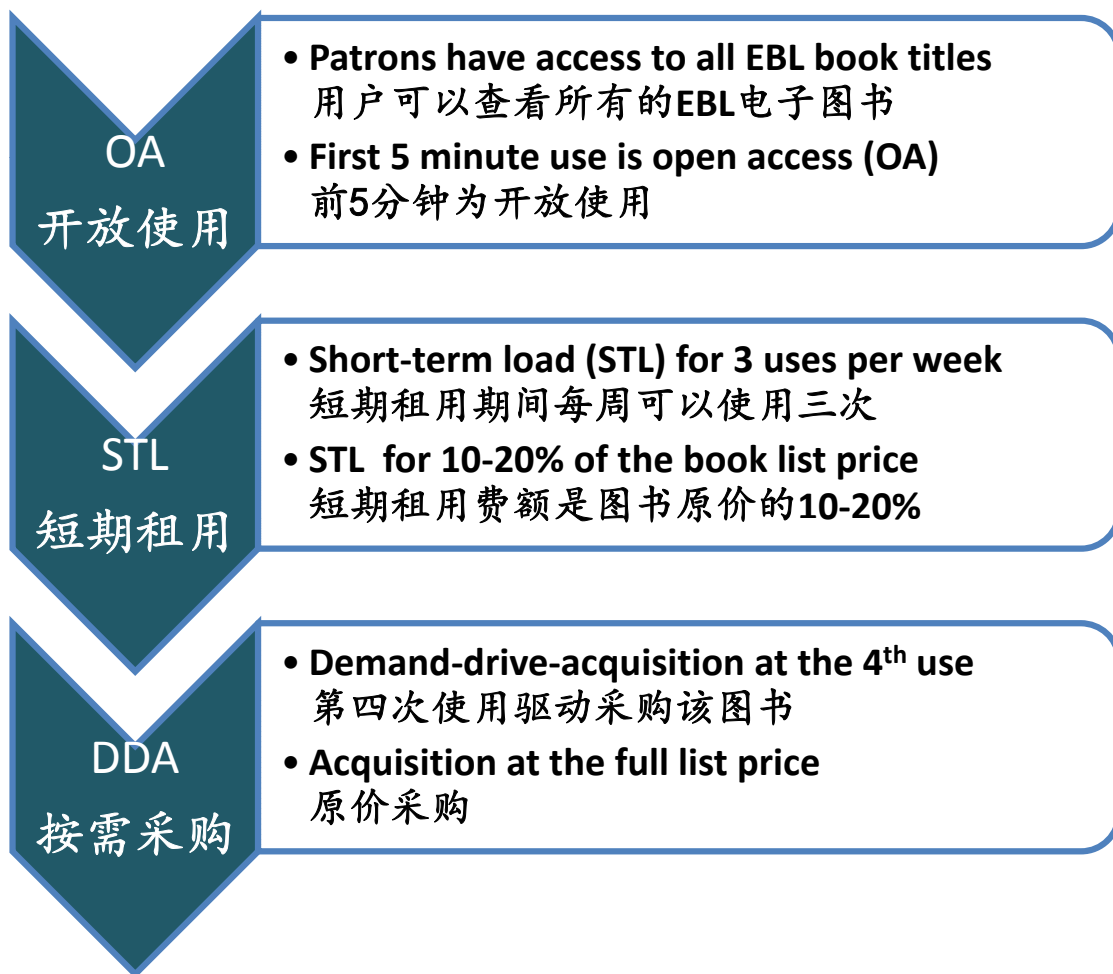 OA
开放使用
• Patrons have access to all EBL book titles
用户可以查看所有的EBL电子图书
• First 5 minute use is open access (OA)
前5分钟为开放使用
STL
短期租用
• Short-term load (STL) for 3 uses per week
短期租用期间每周可以使用三次
• STL for 10-20% of the book list price
短期租用费额是图书原价的10-20%
DDA
按需采购
• Demand-drive-acquisition at the 4th use
第四次使用驱动采购该图书
• Acquisition at the full list price
原价采购